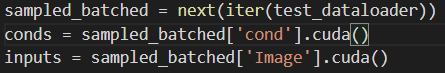 sampled_batched = next(iter(test_dataloader))
conds = sampled_batched['cond'].cuda()
inputs = sampled_batched['Image'].cuda()